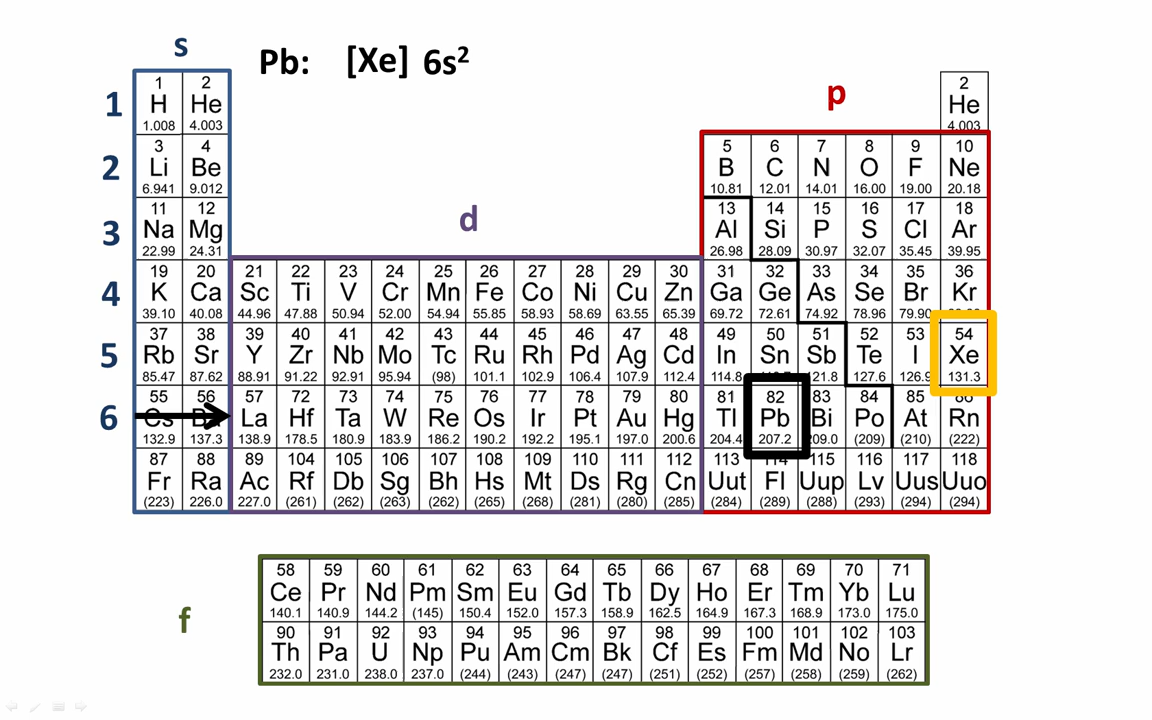 s
Pb: [Xe] 6s²
p
d
1 2 2
1 H He He
1.008 4.003 4.003
3 4 5 6 7 8 9 10
2 Li Be B C N O F Ne
6.941 9.012 10.81 12.01 14.01 16.00 19.00 20.18
11 12 13 14 15 16 17 18
3 Na Mg Al Si P S Cl Ar
22.99 24.31 26.98 28.09 30.97 32.07 35.45 39.95
19 20 21 22 23 24 25 26 27 28 29 30 31 32 33 34 35 36
4 K Ca Sc Ti V Cr Mn Fe Co Ni Cu Zn Ga Ge As Se Br Kr
39.10 40.08 44.96 47.88 50.94 52.00 54.94 55.85 58.93 58.69 63.55 65.39 69.72 72.61 74.92 78.96 79.90
37 38 39 40 41 42 43 44 45 46 47 48 49 50 51 52 53 54
5 Rb Sr Y Zr Nb Mo Tc Ru Rh Pd Ag Cd In Sn Sb Te I Xe
85.47 87.62 88.91 91.22 92.91 95.94 (98) 101.1 102.9 106.4 107.9 112.4 114.8 121.8 127.6 126.9 131.3
55 56 57 72 73 74 75 76 77 78 79 80 81 82 83 84 85 86
6 Cs La Hf Ta W Re Os Ir Pt Au Hg Tl Pb Bi Po At Rn
132.9 137.3 138.9 178.5 180.9 183.9 186.2 190.2 192.2 195.1 197.0 200.6 204.4 207.2 209.0 (209) (210) (222)
87 88 89 104 105 106 107 108 109 110 111 112 113 114 115 116 117 118
Fr Ra Ac Rf Db Sg Bh Hs Mt Ds Rg Cn Uut Fl Uup Lv Uus Uuo
(223) 226.0 227.0 (261) (262) (263) (262) (265) (268) (281) (280) (285) (284) (289) (288) (293) (294) (294)
58 59 60 61 62 63 64 65 66 67 68 69 70 71
Ce Pr Nd Pm Sm Eu Gd Tb Dy Ho Er Tm Yb Lu
140.1 140.9 144.2 (145) 150.4 152.0 157.3 158.9 162.5 164.9 167.3 168.9 173.0 175.0
f
90 91 92 93 94 95 96 97 98 99 100 101 102 103
Th Pa U Np Pu Am Cm Bk Cf Es Fm Md No Lr
232.0 231.0 238.0 237.0 (244) (243) (247) (247) (251) (252) (257) (258) (259) (262)